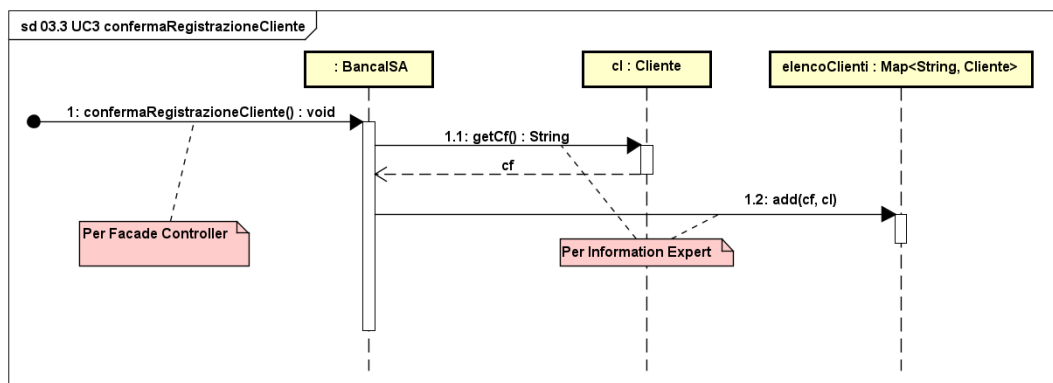 sd 03.3 UC3 confermaRegistrazioneCliente
: BancaISA
cl : Cliente
elencoClienti : Map<String, Cliente>
1: confermaRegistrazioneCliente() : void
1.1: getCf() : String
cf
1.2: add(cf, cl)
Per Facade Controller
Per Information Expert